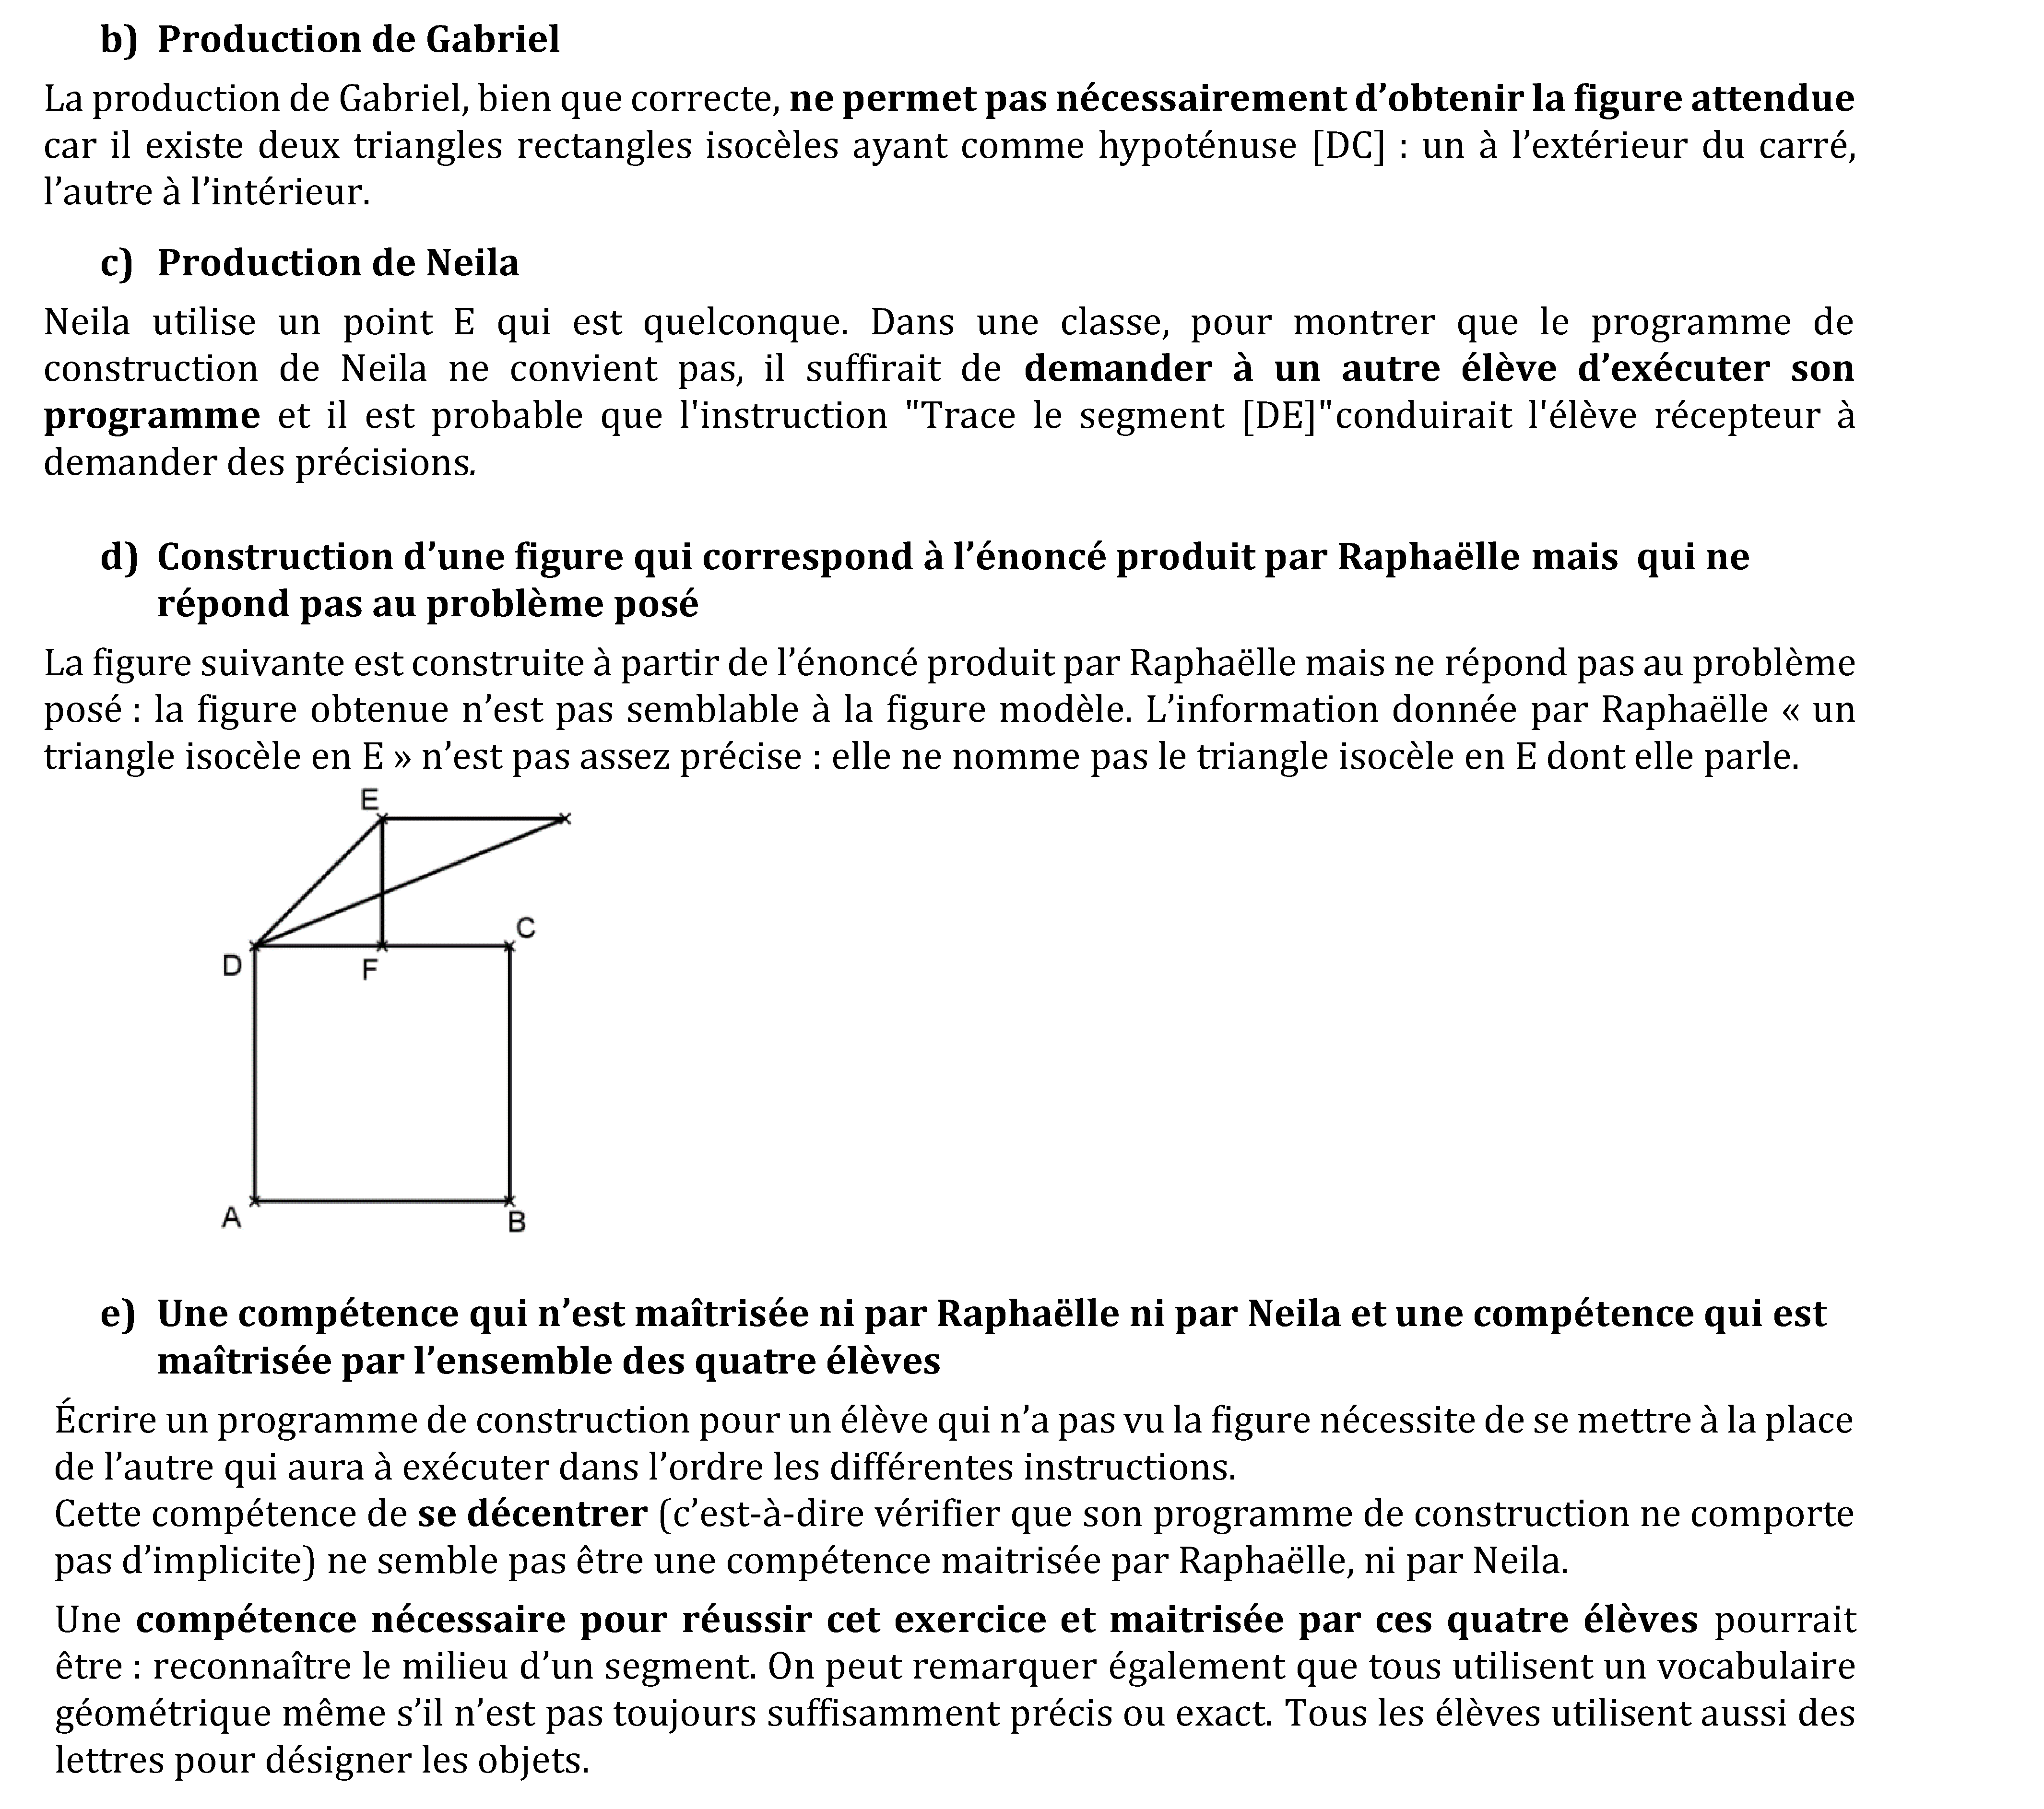 b) Production de Gabriel
La production de Gabriel, bien que correcte, ne permet pas nécessairement d’obtenir la figure attendue
car il existe deux triangles rectangles isocèles ayant comme hypoténuse [DC] : un à l’extérieur du carré,
l’autre à l’intérieur.
c) Production de Neila
Neila utilise un point E qui est quelconque. Dans une classe, pour montrer que le programme de
construction de Neila ne convient pas, il suffirait de demander à un autre élève d’exécuter son
programme et il est probable que l'instruction "Trace le segment [DE]"conduirait l'élève récepteur à
demander des précisions.
d) Construction d’une figure qui correspond à l’énoncé produit par Raphaëlle mais qui ne
répond pas au problème posé
La figure suivante est construite à partir de l’énoncé produit par Raphaëlle mais ne répond pas au problème
posé : la figure obtenue n’est pas semblable à la figure modèle. L’information donnée par Raphaëlle « un
triangle isocèle en E » n’est pas assez précise : elle ne nomme pas le triangle isocèle en E dont elle parle.
E
C
D
F
A
B
e) Une compétence qui n’est maîtrisée ni par Raphaëlle ni par Neila et une compétence qui est
maîtrisée par l’ensemble des quatre élèves
Écrire un programme de construction pour un élève qui n’a pas vu la figure nécessite de se mettre à la place
de l’autre qui aura à exécuter dans l’ordre les différentes instructions.
Cette compétence de se décentrer (c’est-à-dire vérifier que son programme de construction ne comporte
pas d’implicite) ne semble pas être une compétence maitrisée par Raphaëlle, ni par Neila.
Une compétence nécessaire pour réussir cet exercice et maitrisée par ces quatre élèves pourrait
être : reconnaître le milieu d’un segment. On peut remarquer également que tous utilisent un vocabulaire
géométrique même s’il n’est pas toujours suffisamment précis ou exact. Tous les élèves utilisent aussi des
lettres pour désigner les objets.